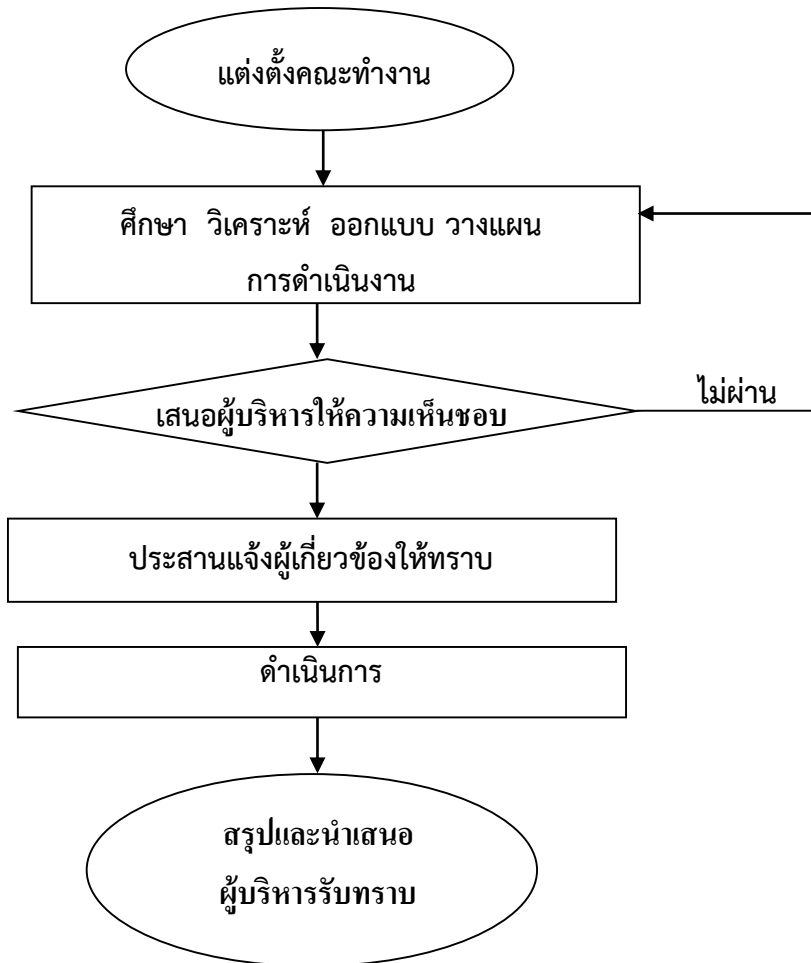 แต่งตั้งคณะทำงาน
ศึกษา วิเคราะห์ ออกแบบ วางแผน
การดำเนินงาน
ไม่ผ่าน
เสนอผู้บริหารให้ความเห็นชอบ
ประสานแจ้งผู้เกี่ยวข้องให้ทราบ
ดำเนินการ
สรุปและนำเสนอ
ผู้บริหารรับทราบ